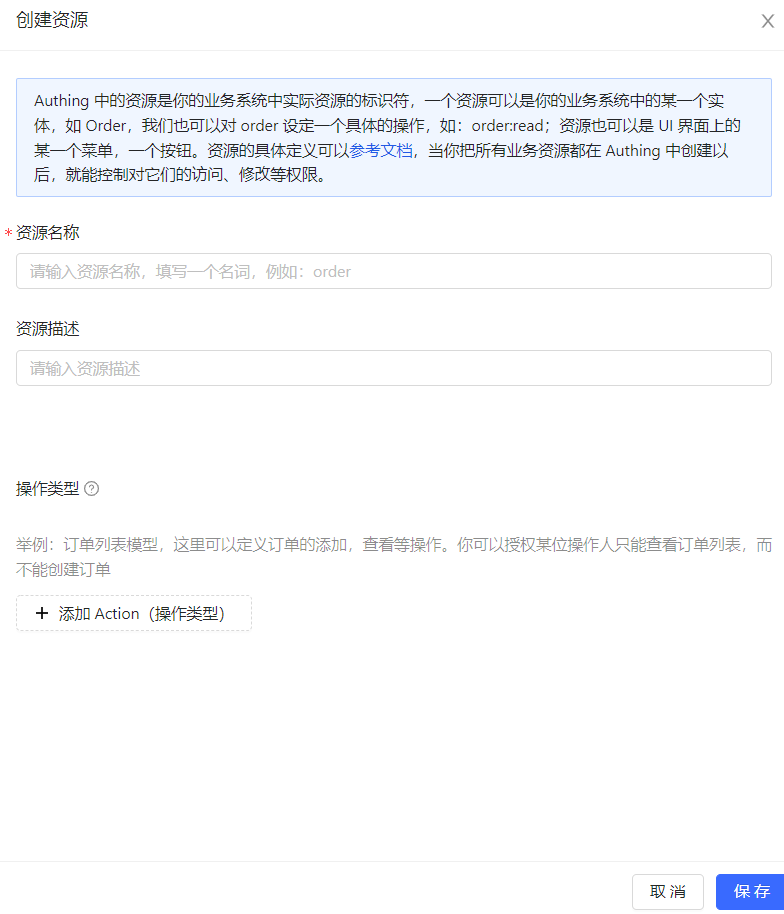 创建资源
Authing 中的资源是你的业务系统中实际资源的标识符，一个资源可以是你的业务系统中的某一个实
体，如 Order，我们也可以对 order 设定一个具体的操作，如：order:read；资源也可以是 UI 界面上的
某一个菜单，一个按钮。资源的具体定义可以参考文档，当你把所有业务资源都在 Authing 中创建以
后，就能控制对它们的访问、修改等权限。
* 资源名称
请输入资源名称，填写一个名词，例如：order
资源描述
请输入资源描述
操作类型
举例：订单列表模型，这里可以定义订单的添加，查看等操作。你可以授权某位操作人只能查看订单列表，而
不能创建订单
+ 添加 Action（操作类型）
取消 保存